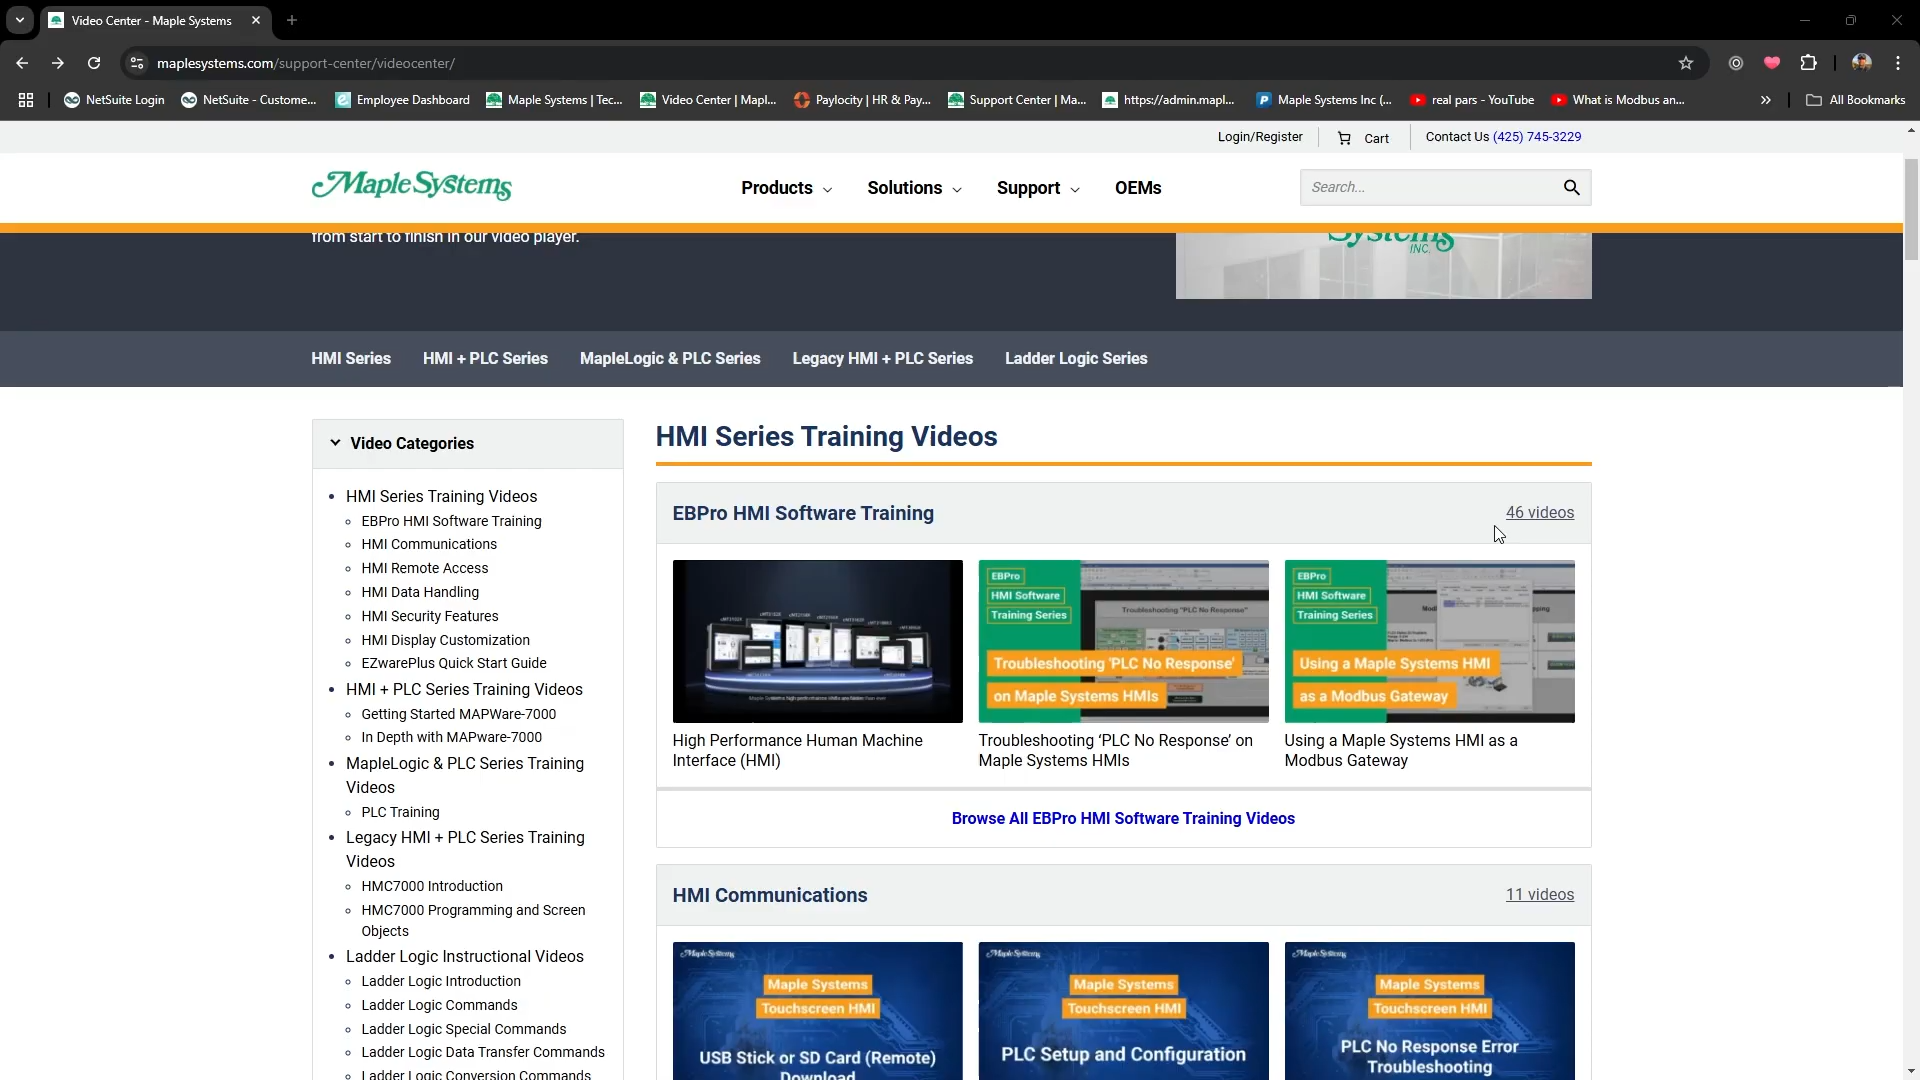 Video Center - Maple Systems
maplesystems.com/support-center/videocenter/
NetSuite Login
NetSuite - Custome...
Employee Dashboard
Maple Systems | Tec...
Video Center | Mapl...
Paylocity | HR & Pay...
Support Center | Ma...
https://admin.mapl...
Maple Systems Inc (...
real pars - YouTube
What is Modbus an...
All Bookmarks
Login/Register
Cart
Contact Us (425) 745-3229
Maple Systems
Products
Solutions
Support
OEMs
Search...
from start to finish in our video player.
Systems
INC.
HMI Series
HMI + PLC Series
MapleLogic & PLC Series
Legacy HMI + PLC Series
Ladder Logic Series
Video Categories
HMI Series Training Videos
EBPro HMI Software Training
HMI Communications
HMI Remote Access
HMI Data Handling
HMI Security Features
HMI Display Customization
EZwarePlus Quick Start Guide
HMI + PLC Series Training Videos
Getting Started MAPWare-7000
In Depth with MAPware-7000
MapleLogic & PLC Series Training
Videos
PLC Training
Legacy HMI + PLC Series Training
Videos
HMC7000 Introduction
HMC7000 Programming and Screen
Objects
Ladder Logic Instructional Videos
Ladder Logic Introduction
Ladder Logic Commands
Ladder Logic Special Commands
Ladder Logic Data Transfer Commands
Ladder Logic Conversion Commands
HMI Series Training Videos
EBPro HMI Software Training
46 videos
High Performance Human Machine
Interface (HMI)
EBPro
HMI Software
Training Series
Troubleshooting "PLC No Response"
Troubleshooting 'PLC No Response'
on Maple Systems HMIs
Troubleshooting ‘PLC No Response’ on
Maple Systems HMIs
EBPro
HMI Software
Training Series
Using a Maple Systems HMI
as a Modbus Gateway
Using a Maple Systems HMI as a
Modbus Gateway
Browse All EBPro HMI Software Training Videos
HMI Communications
11 videos
Maple Systems
Maple Systems
Touchscreen HMI
USB Stick or SD Card (Remote)
Download
Maple Systems
Maple Systems
Touchscreen HMI
PLC Setup and Configuration
Maple Systems
Maple Systems
Touchscreen HMI
PLC No Response Error
Troubleshooting